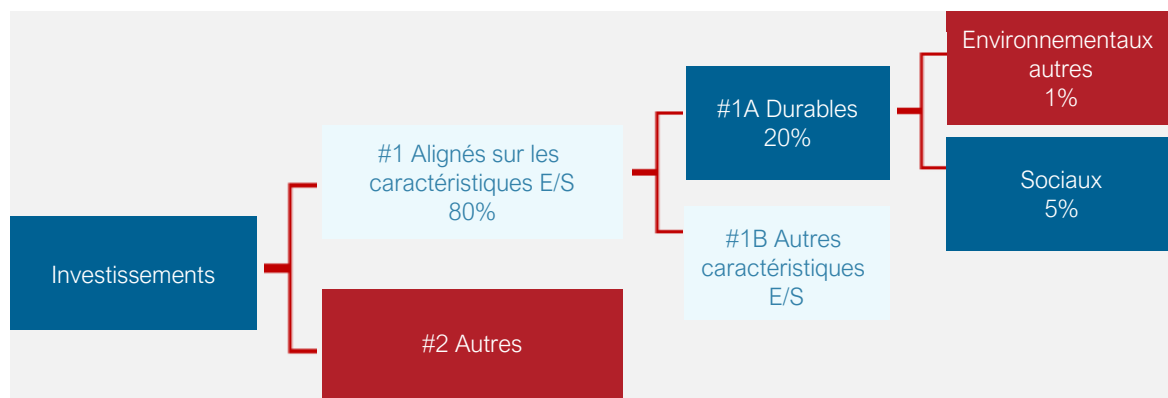 Investissements
#1 Alignés sur les
caractéristiques E/S
80%
#2 Autres
#1A Durables
20%
#1B Autres
caractéristiques
E/S
Environnementaux
autres
1%
Sociaux
5%